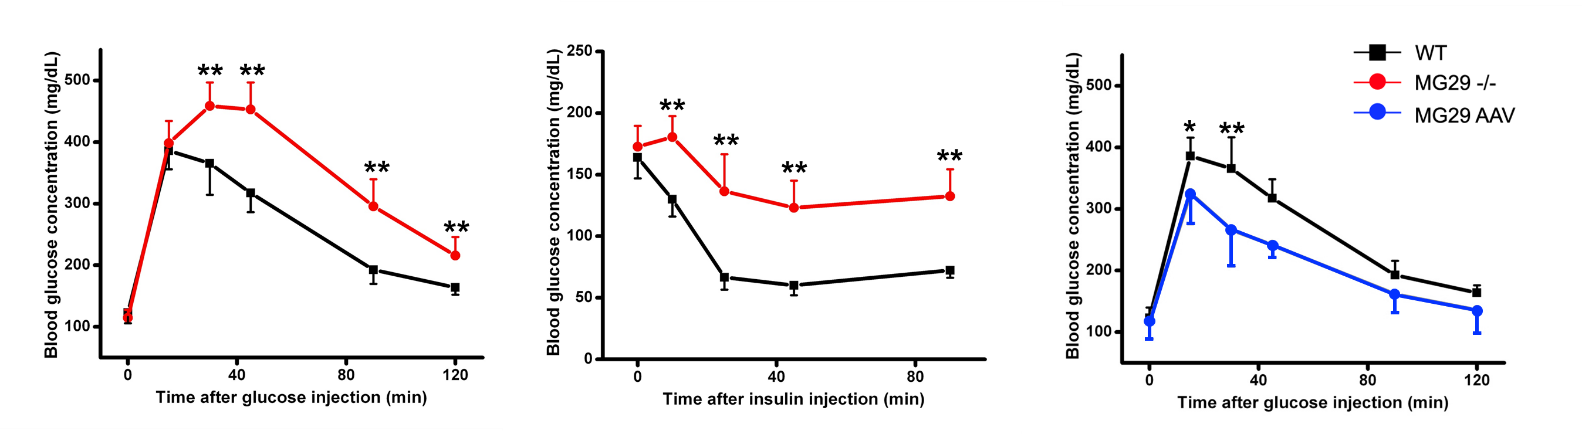 Blood glucose concentration (mg/dL)
500
400
300
200
100
** **
**
**
0 40 80 120
Time after glucose injection (min)
Blood glucose concentration (mg/dL)
250
200
150
100
50
0
**
**
**
**
0 40 80
Time after insulin injection (min)
Blood glucose concentration (mg/dL)
500
400
300
200
100
* **
0 40 80 120
Time after glucose injection (min)
WT
MG29 -/-
MG29 AAV